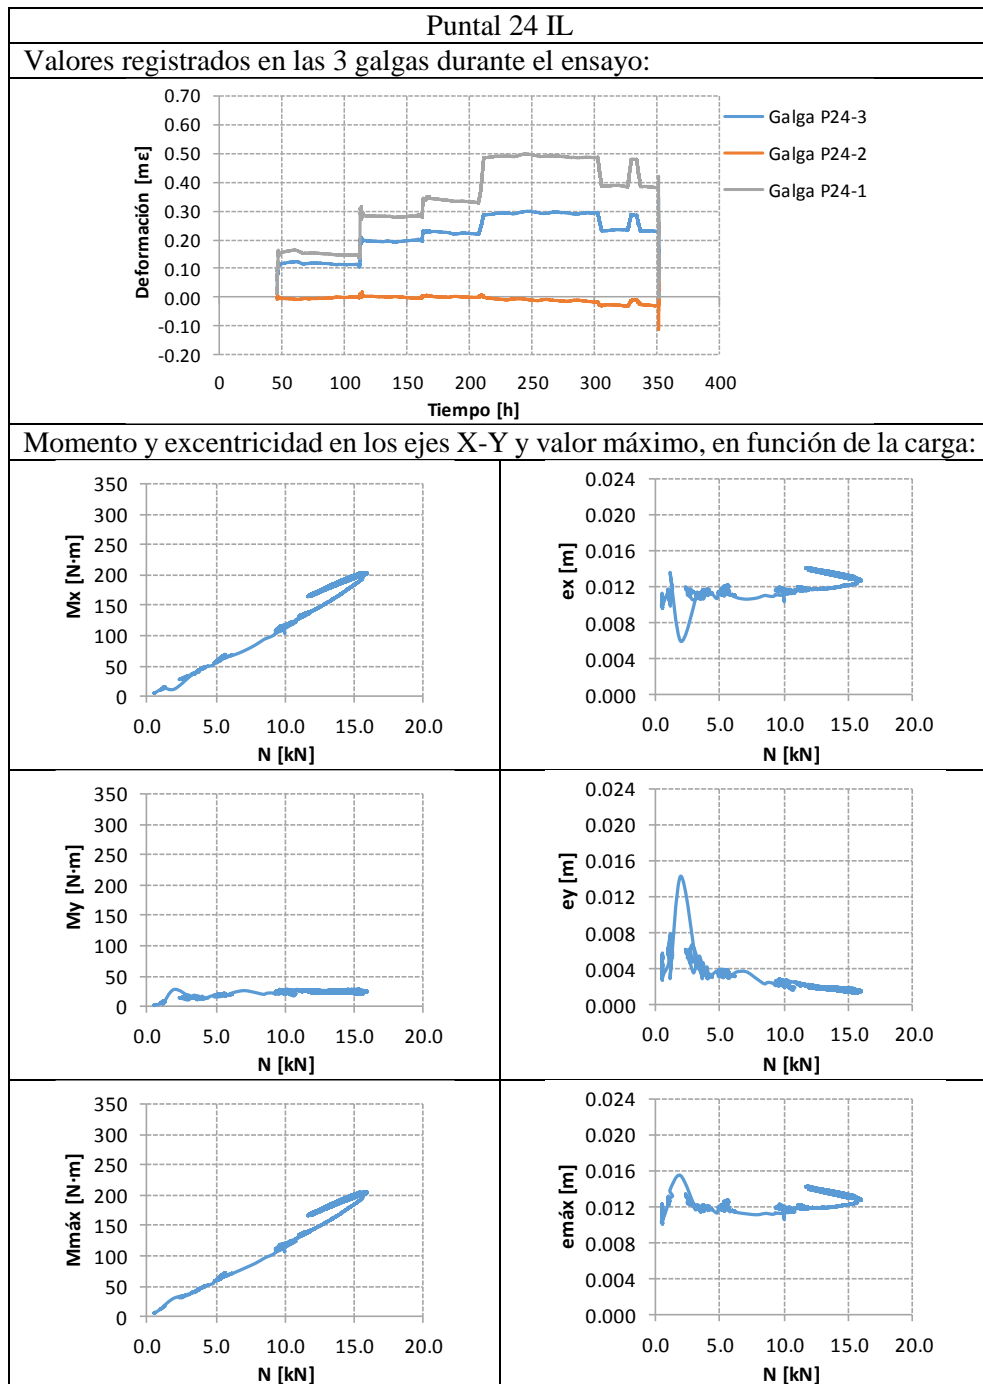 Puntal 24 IL
Valores registrados en las 3 galgas durante el ensayo:
0.70
0.60
0.50
0.40
0.30
0.20
0.10
0.00
-0.10
-0.20
Deformación [mε]
0 50 100 150 200 250 300 350 400
Tiempo [h]
Galga P24-3
Galga P24-2
Galga P24-1
Momento y excentricidad en los ejes X-Y y valor máximo, en función de la carga:
350
300
250
200
150
100
50
0
Mx [N·m]
0.0 5.0 10.0 15.0 20.0
N [kN]
0.024
0.020
0.016
0.012
0.008
0.004
0.000
ex [m]
0.0 5.0 10.0 15.0 20.0
N [kN]
350
300
250
200
150
100
50
0
My [N·m]
0.0 5.0 10.0 15.0 20.0
N [kN]
0.024
0.020
0.016
0.012
0.008
0.004
0.000
ey [m]
0.0 5.0 10.0 15.0 20.0
N [kN]
350
300
250
200
150
100
50
0
Mmáx [N·m]
0.0 5.0 10.0 15.0 20.0
N [kN]
0.024
0.020
0.016
0.012
0.008
0.004
0.000
emáx [m]
0.0 5.0 10.0 15.0 20.0
N [kN]